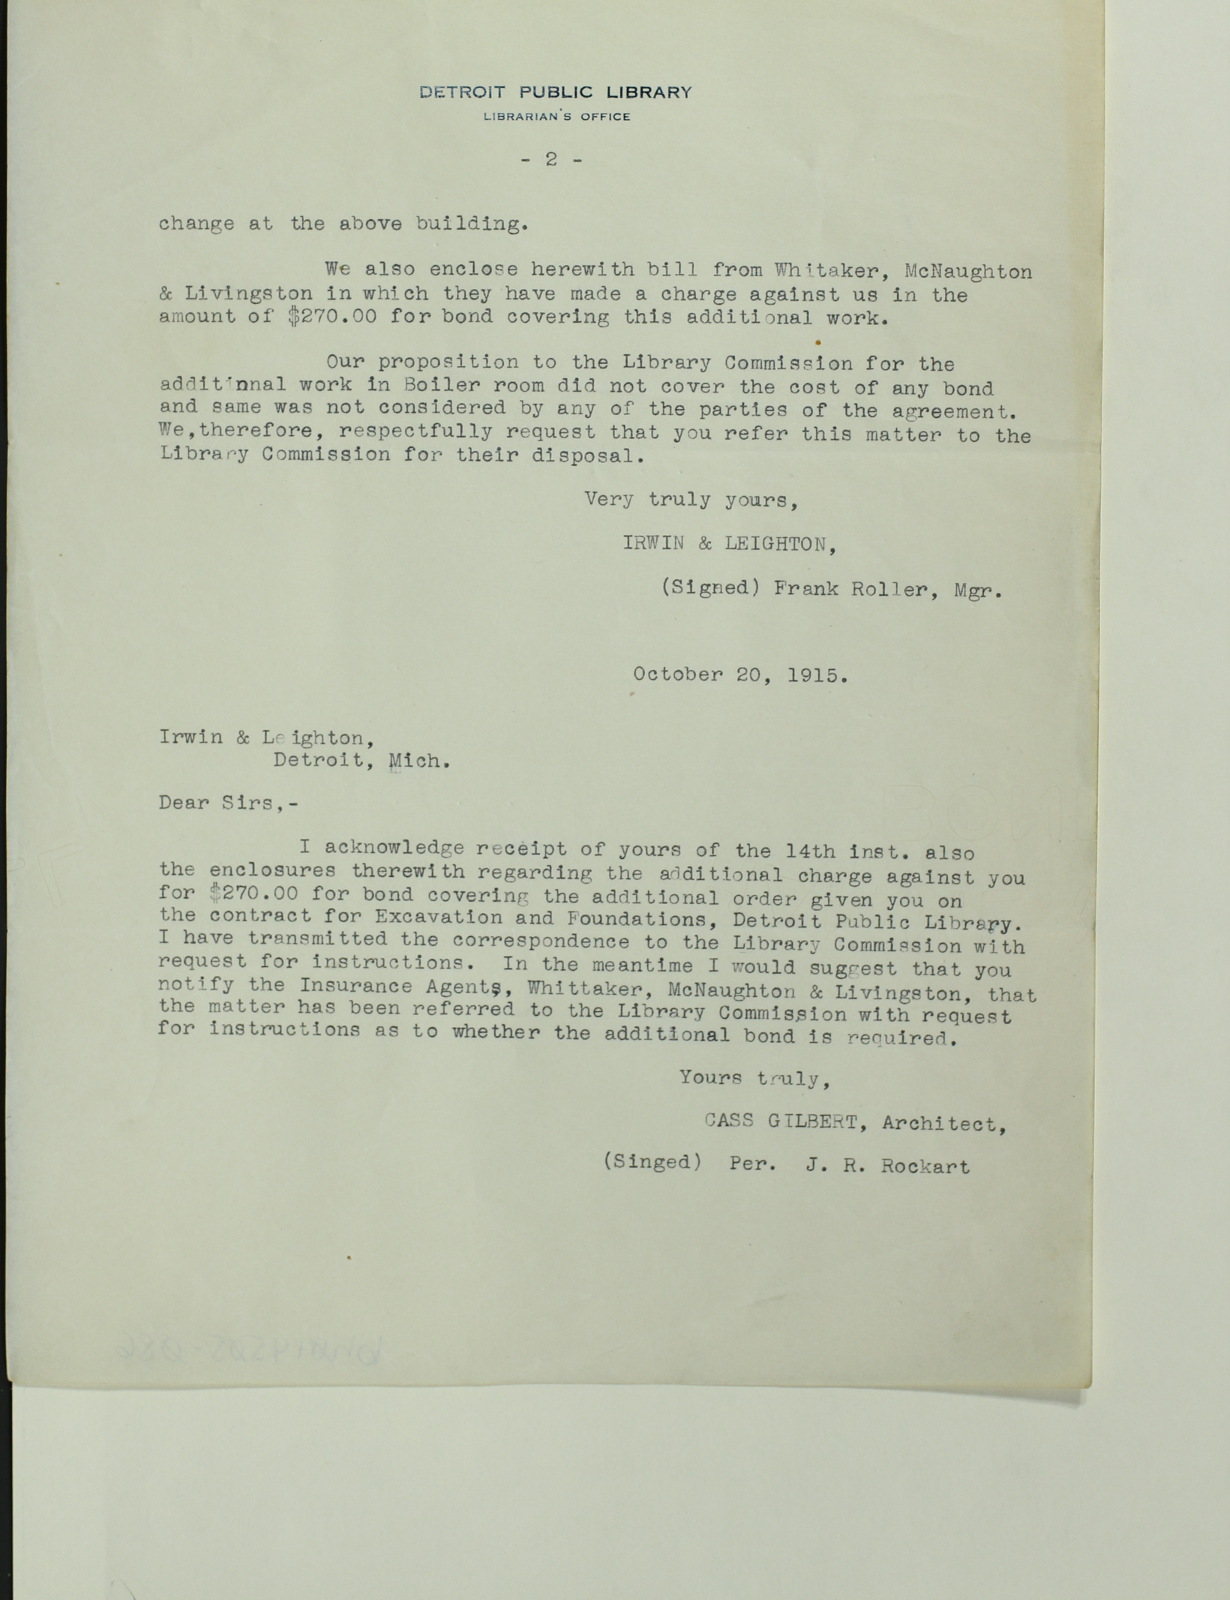 DETROIT PUBLIC LIBRARY
LIBRARIAN'S OFFICE
- 2 -
change at the above building.
We also enclose herewith bill from Whitaker, McNaughton
& Livingston in which they have made a charge against us in the
amount of $270.00 for bond covering this additional work.
Our proposition to the Library Commission for the
addit'nnal work in Boiler room did not cover the cost of any bond
and same was not considered by any of the parties of the agreement.
We,therefore, respectfully request that you refer this matter to the
Library Commission for their disposal.
Very truly yours,
IRWIN & LEIGHTON,
(Signed) Frank Roller, Mgr.
October 20, 1915.
Irwin & Leighton,
Detroit, Mich.
Dear Sirs,-
I acknowledge receipt of yours of the 14th inst. also
the enclosures therewith regarding the additional charge against you
for $270.00 for bond covering the additional order given you on
the contract for Excavation and Foundations, Detroit Public Library.
I have transmitted the correspondence to the Library Commission with
request for instructions. In the meantime I would suggest that you
notify the Insurance Agents, Whittaker, McNaughton & Livingston, that
the matter has been referred to the Library Commission with request
for instructions as to whether the additional bond is required.
Yours truly,
CASS GILBERT, Architect,
(Singed) Per. J. R. Rockart